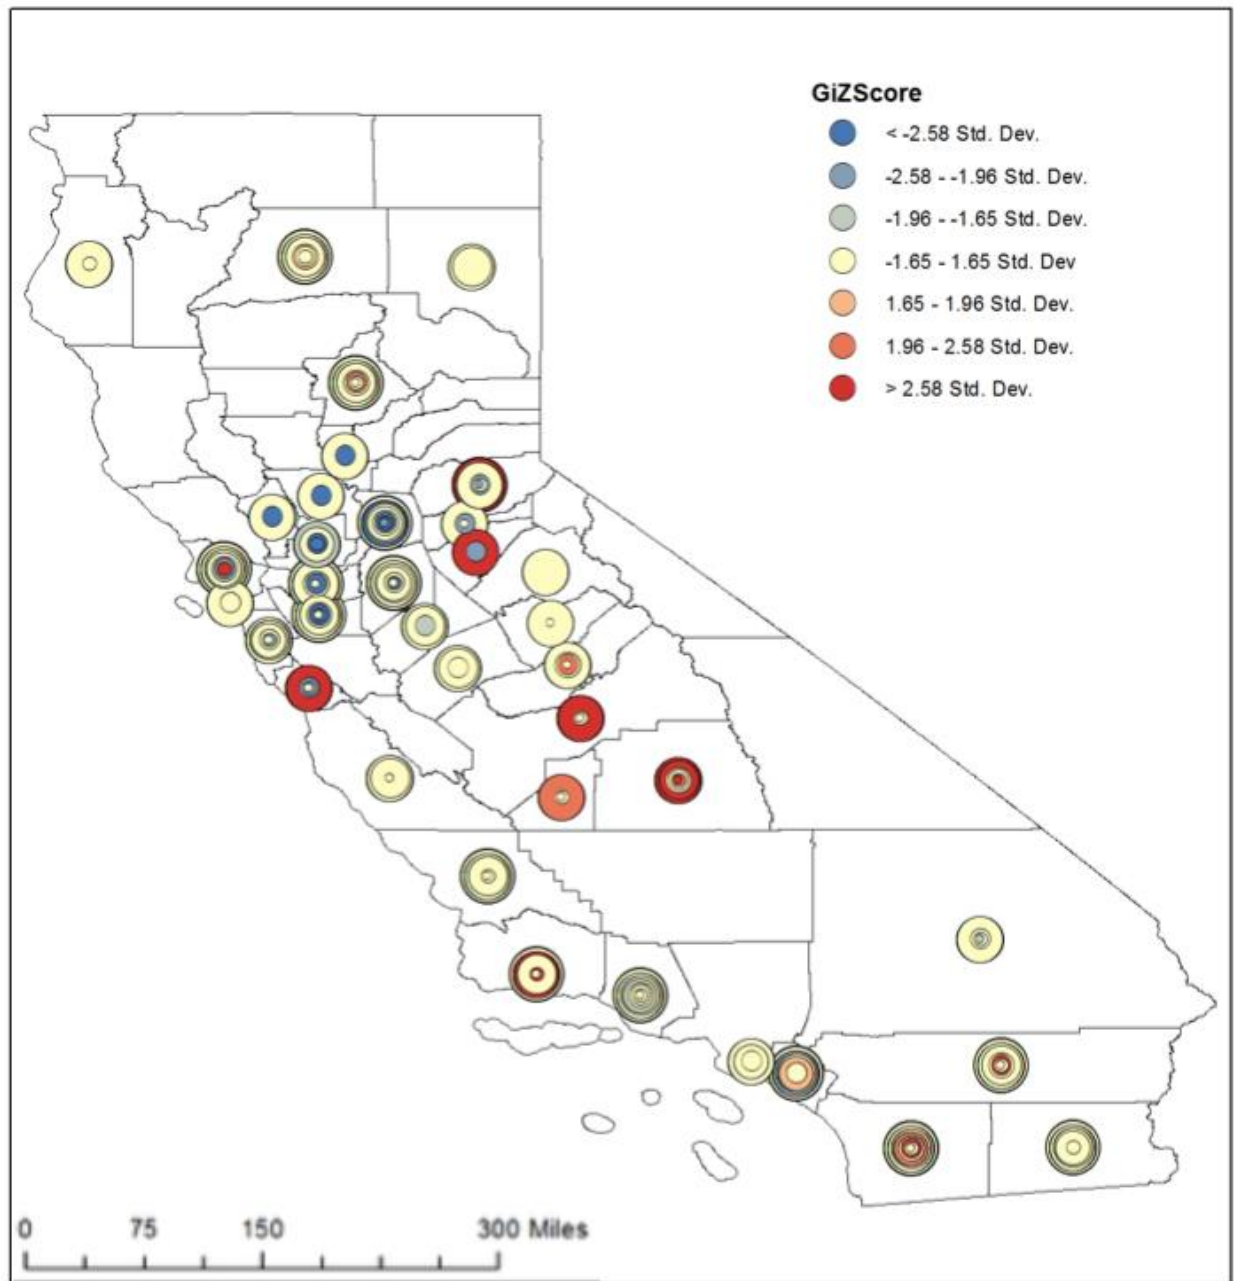 GiZScore
< -2.58 Std. Dev.
-2.58 - -1.96 Std. Dev.
-1.96 - -1.65 Std. Dev.
-1.65 - 1.65 Std. Dev
1.65 - 1.96 Std. Dev.
1.96 - 2.58 Std. Dev.
> 2.58 Std. Dev.
0 75 150 300 Miles